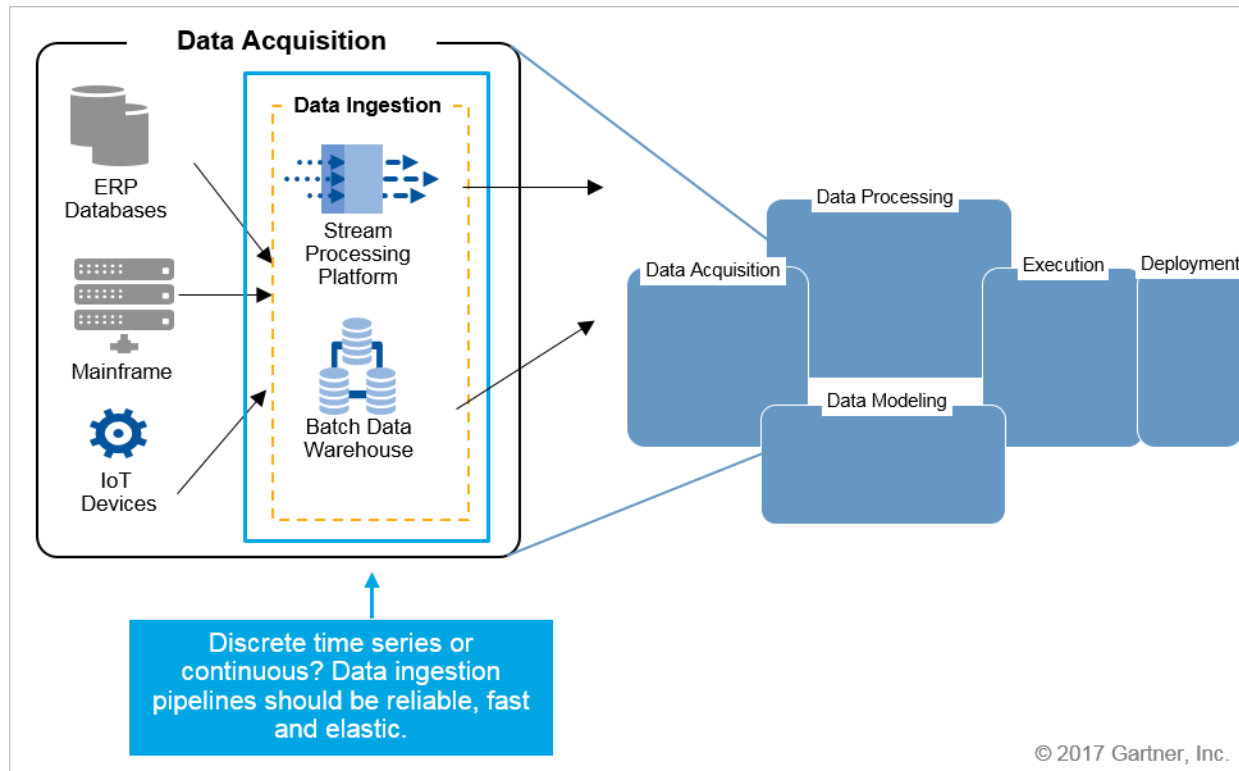 Data Acquisition
Data Ingestion
ERP
Databases
Stream
Processing
Platform
Mainframe
Batch Data
Warehouse
IoT
Devices
Data Processing
Data Acquisition
Execution
Deployment
Data Modeling
Discrete time series or
continuous? Data ingestion
pipelines should be reliable, fast
and elastic.
© 2017 Gartner, Inc.